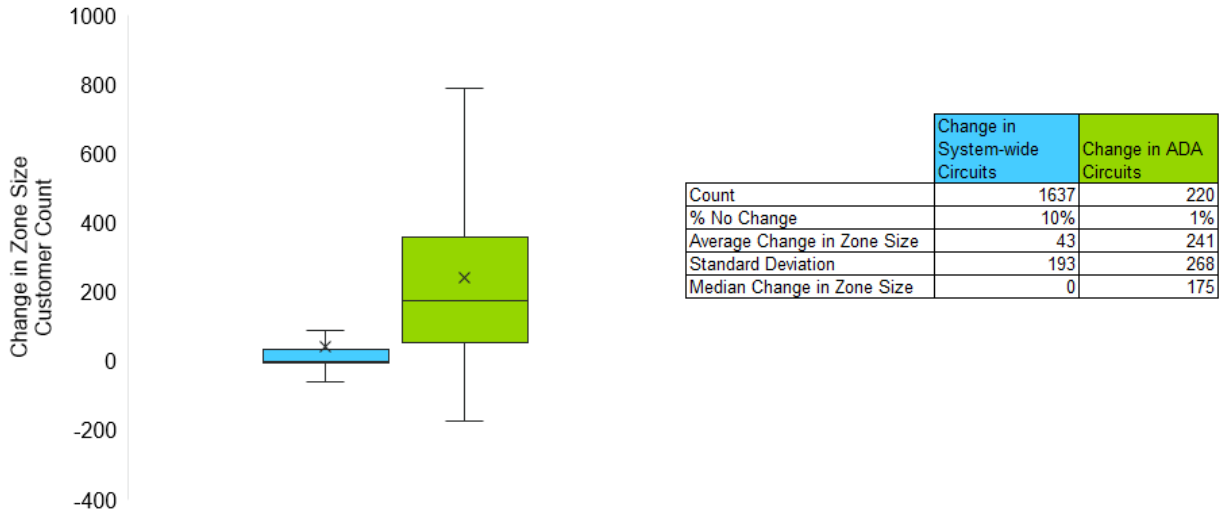 1000
800
600
400
200
0
-200
-400
Change in Zone Size
Customer Count
Change in
System-wide
Circuits
Change in ADA
Circuits
Count 1637 220
% No Change 10% 1%
Average Change in Zone Size 43 241
Standard Deviation 193 268
Median Change in Zone Size 0 175